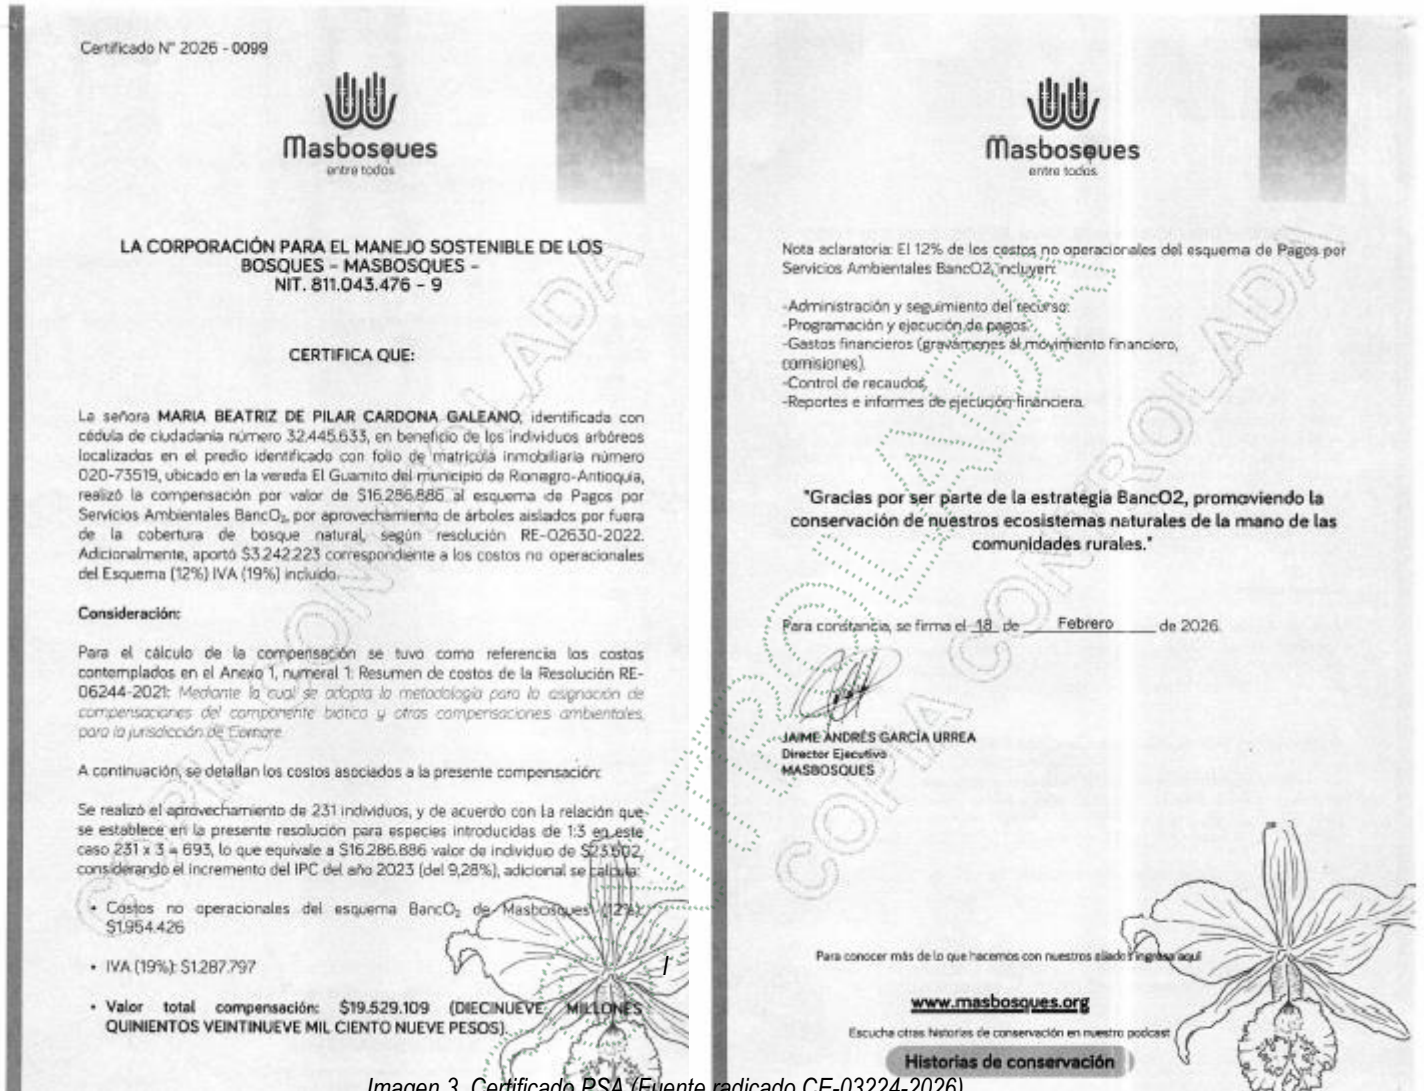 Certificado N° 2026 - 0099
Masbosques
entre todos
LA CORPORACIÓN PARA EL MANEJO SOSTENIBLE DE LOS
BOSQUES – MASBOSQUES –
NIT. 811.043.476 – 9
CERTIFICA QUE:
La señora MARIA BEATRIZ DE PILAR CARDONA GALEANO, identificada con
cédula de ciudadanía número 32.445.633, en beneficio de los individuos arbóreos
localizados en el predio identificado con folio de matrícula inmobiliaria número
020-73519, ubicado en la vereda El Guamito del municipio de Rionegro-Antioquia,
realizó la compensación por valor de $16.286.886 al esquema de Pagos por
Servicios Ambientales BancO₂, por aprovechamiento de árboles aislados por fuera
de la cobertura de bosque natural, según resolución RE-02630-2022.
Adicionalmente, aportó $3.242.223 correspondiente a los costos no operacionales
del Esquema (12%) IVA (19%) incluido.
Consideración:
Para el cálculo de la compensación se tuvo como referencia los costos
contemplados en el Anexo 1, numeral 1: Resumen de costos de la Resolución RE-
06244-2021: Mediante la cual se adopta la metodología para la asignación de
compensaciones del componente biótico y otras compensaciones ambientales,
para la jurisdicción de Cornare.
A continuación, se detallan los costos asociados a la presente compensación:
Se realizó el aprovechamiento de 231 individuos, y de acuerdo con la relación que
se establece en la presente resolución para especies introducidas de 1:3 en este
caso 231 x 3 = 693, lo que equivale a $16.286.886 valor de individuo de $23.502,
considerando el incremento del IPC del año 2023 (del 9,28%), adicional se calcula:
• Costos no operacionales del esquema BancO₂ de Masbosques (12%):
$1.954.426
• IVA (19%): $1.287.797
• Valor total compensación: $19.529.109 (DIECINUEVE MILLONES
QUINIENTOS VEINTINUEVE MIL CIENTO NUEVE PESOS).
COPIA CONTROLADA
Masbosques
entre todos
Nota aclaratoria: El 12% de los costos no operacionales del esquema de Pagos por
Servicios Ambientales BancO2, incluyen:
-Administración y seguimiento del recurso.
-Programación y ejecución de pagos.
-Gastos financieros (gravámenes al movimiento financiero,
comisiones).
-Control de recaudos.
-Reportes e informes de ejecución financiera.
"Gracias por ser parte de la estrategia BancO2, promoviendo la
conservación de nuestros ecosistemas naturales de la mano de las
comunidades rurales."
Para constancia, se firma el 18 de Febrero de 2026.
JAIME ANDRÉS GARCÍA URREA
Director Ejecutivo
MASBOSQUES
COPIA CONTROLADA
Para conocer más de lo que hacemos con nuestros aliados ingresa aquí
www.masbosques.org
Escucha otras historias de conservación en nuestro podcast
Historias de conservación
Imagen 3. Certificado PSA (Fuente radicado CE-03224-2026)